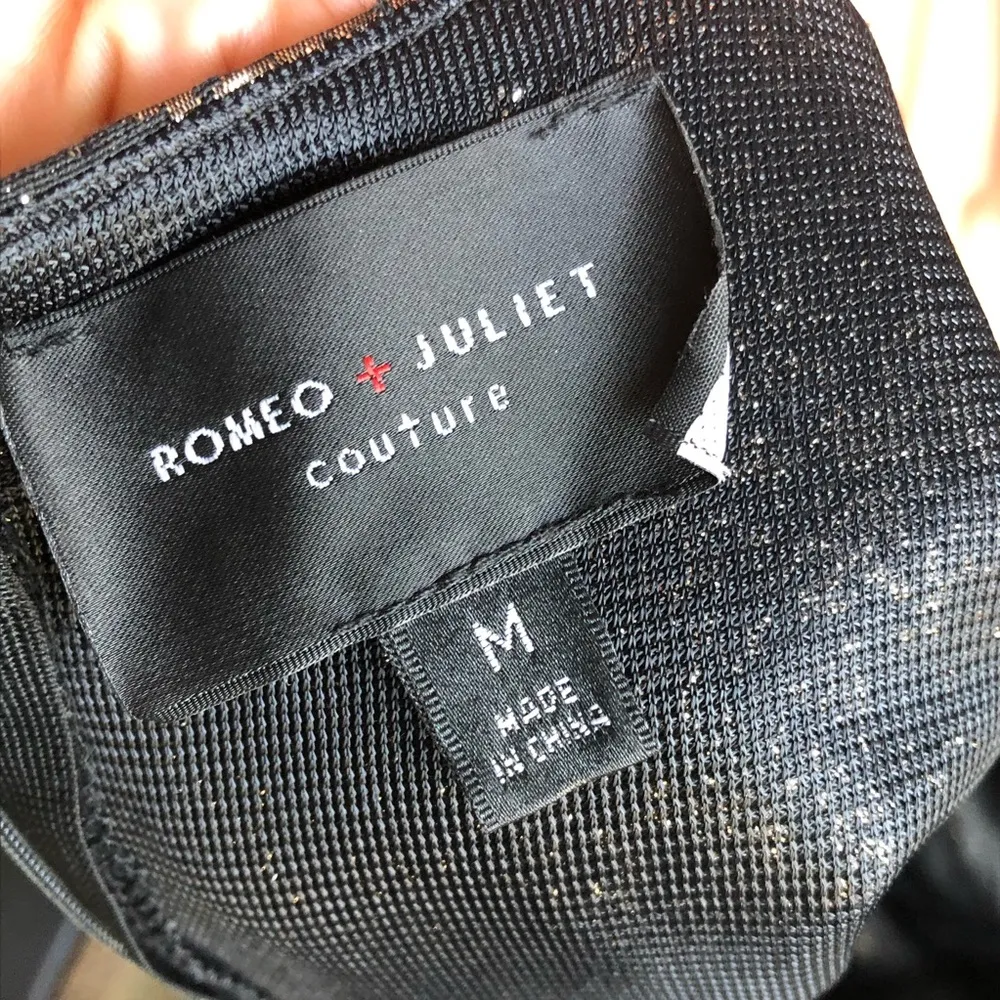 ROMEO + JULIET
couture
M
MADE
IN CHINA